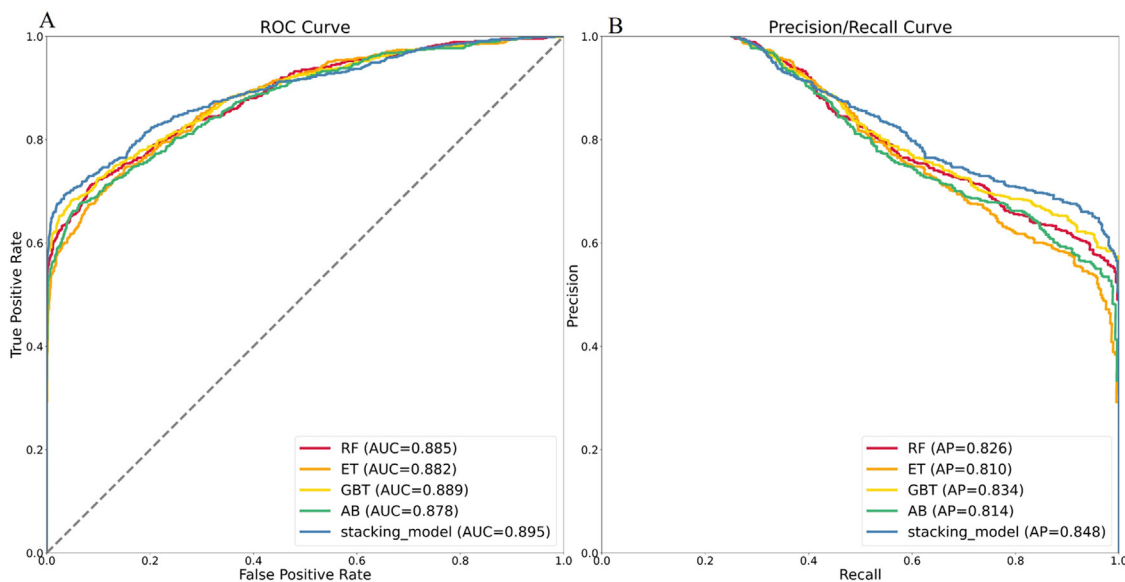 A
ROC Curve
1.0
0.8
0.6
0.4
0.2
0.0
True Positive Rate
RF (AUC=0.885)
ET (AUC=0.882)
GBT (AUC=0.889)
AB (AUC=0.878)
stacking_model (AUC=0.895)
0.0 0.2 0.4 0.6 0.8 1.0
False Positive Rate
B
Precision/Recall Curve
1.0
0.8
0.6
0.4
0.2
0.0
Precision
RF (AP=0.826)
ET (AP=0.810)
GBT (AP=0.834)
AB (AP=0.814)
stacking_model (AP=0.848)
0.0 0.2 0.4 0.6 0.8 1.0
Recall